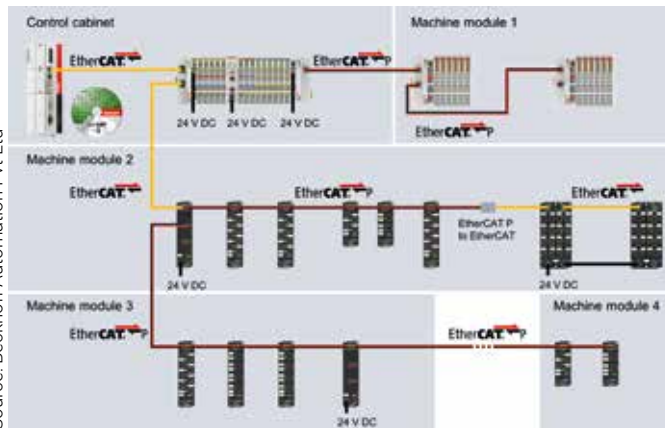 Control cabinet
Machine module 1
EtherCAT
EtherCAT P
24 V DC 24 V DC 24 V DC
EtherCAT P
Machine module 2
EtherCAT
EtherCAT P
EtherCAT
EtherCAT P
to EtherCAT
24 V DC
24 V DC
Machine module 3
Machine module 4
EtherCAT P
EtherCAT P
24 V DC
Source: Beckhoff Automation Pvt Ltd